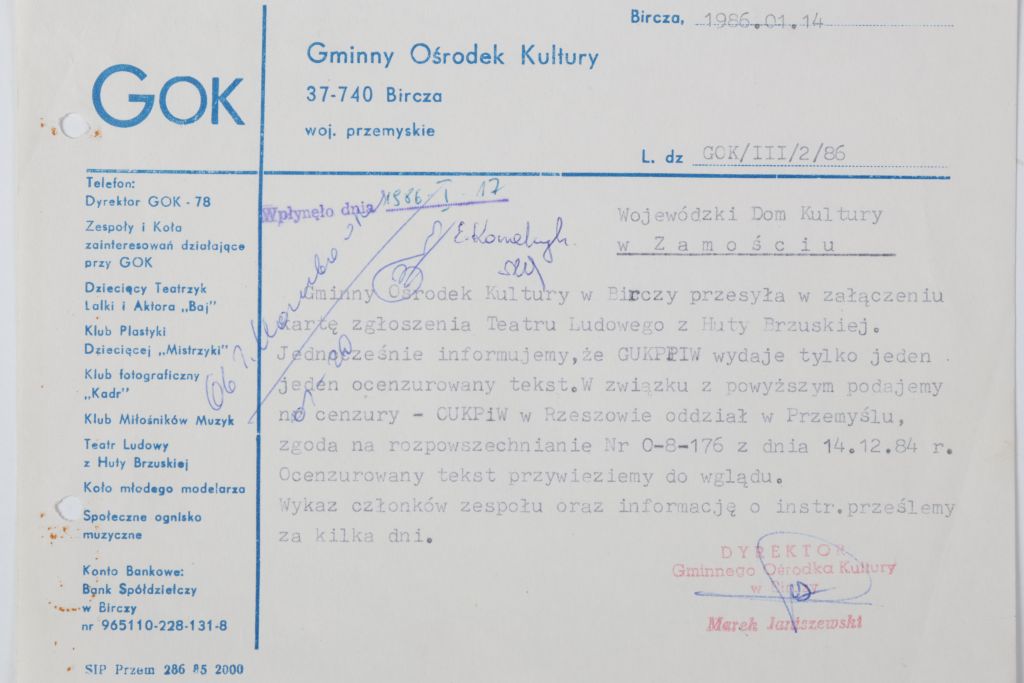 Bircza, 1986.01.14
GOK
Gminny Ośrodek Kultury
37-740 Bircza
woj. przemyskie
L. dz GOK/III/2/86
Telefon:
Dyrektor GOK - 78
Zespoły i Koła
zainteresowań działające
przy GOK
Dziecięcy Teatrzyk
Lalki i Aktora „Baj"
Klub Plastyki
Dziecięcej „Mistrzyki"
Klub fotograficzny
„Kadr"
Klub Miłośników Muzyk
Teatr Ludowy
z Huty Brzuskiej
Koło młodego modelarza
Społeczne ognisko
muzyczne
Konto Bankowe:
Bank Spółdzielczy
w Birczy
nr 965110-228-131-8
SIP Przem 286 85 2000
Wpłynęło dnia 1986-I-17
Wojewódzki Dom Kultury
w Zamościu
Gminny Ośrodek Kultury w Birczy przesyła w załączeniu
kartę zgłoszenia Teatru Ludowego z Huty Brzuskiej.
Jednocześnie informujemy,że GUKPPIW wydaje tylko jeden
jeden ocenzurowany tekst.W związku z powyższym podajemy
nr cenzury - OUKPiW w Rzeszowie oddział w Przemyślu,
zgoda na rozpowszechnianie Nr O-8-176 z dnia 14.12.84 r.
Ocenzurowany tekst przywieziemy do wglądu.
Wykaz członków zespołu oraz informację o instr.prześlemy
za kilka dni.
DYREKTOR
Gminnego Ośrodka Kultury
w Birczy
Marek Janiszewski